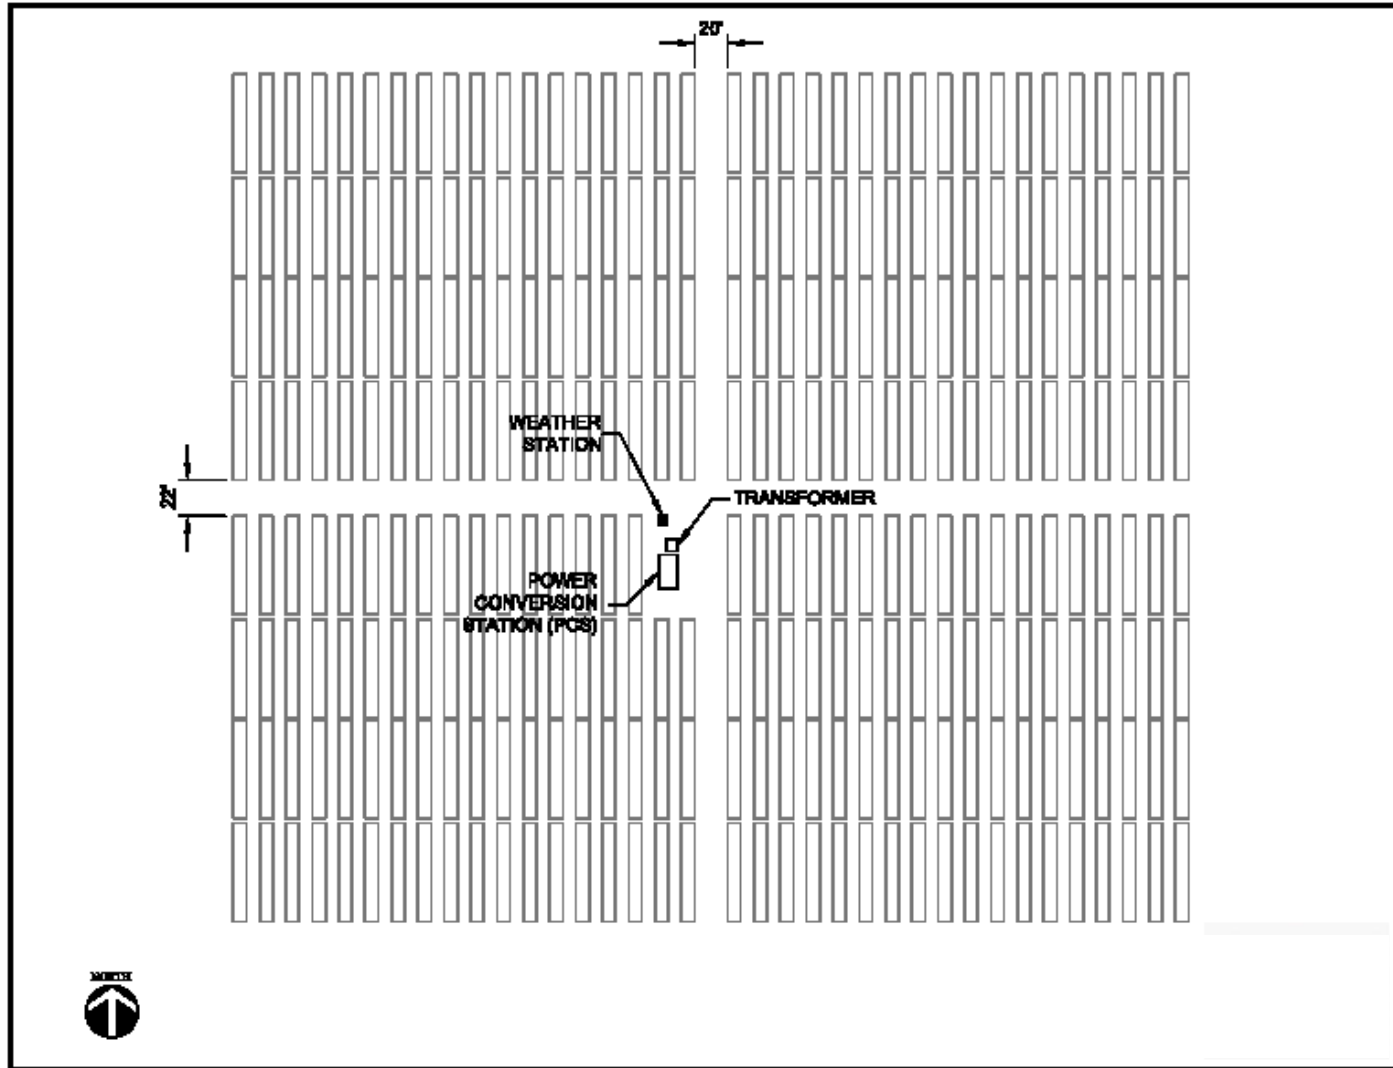 20'
WEATHER
STATION
22'
TRANSFORMER
POWER
CONVERSION
STATION (PCS)
NORTH